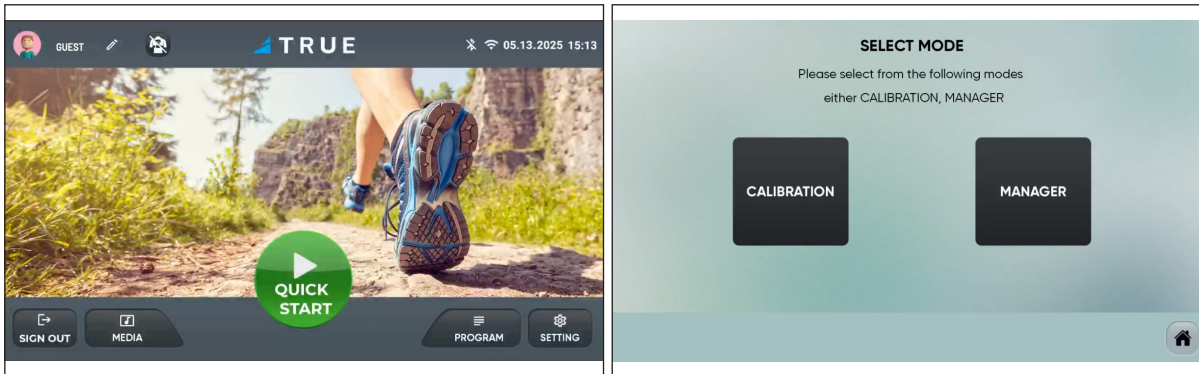 GUEST
TRUE
05.13.2025 15:13
QUICK
START
SIGN OUT
MEDIA
PROGRAM
SETTING
SELECT MODE
Please select from the following modes
either CALIBRATION, MANAGER
CALIBRATION
MANAGER